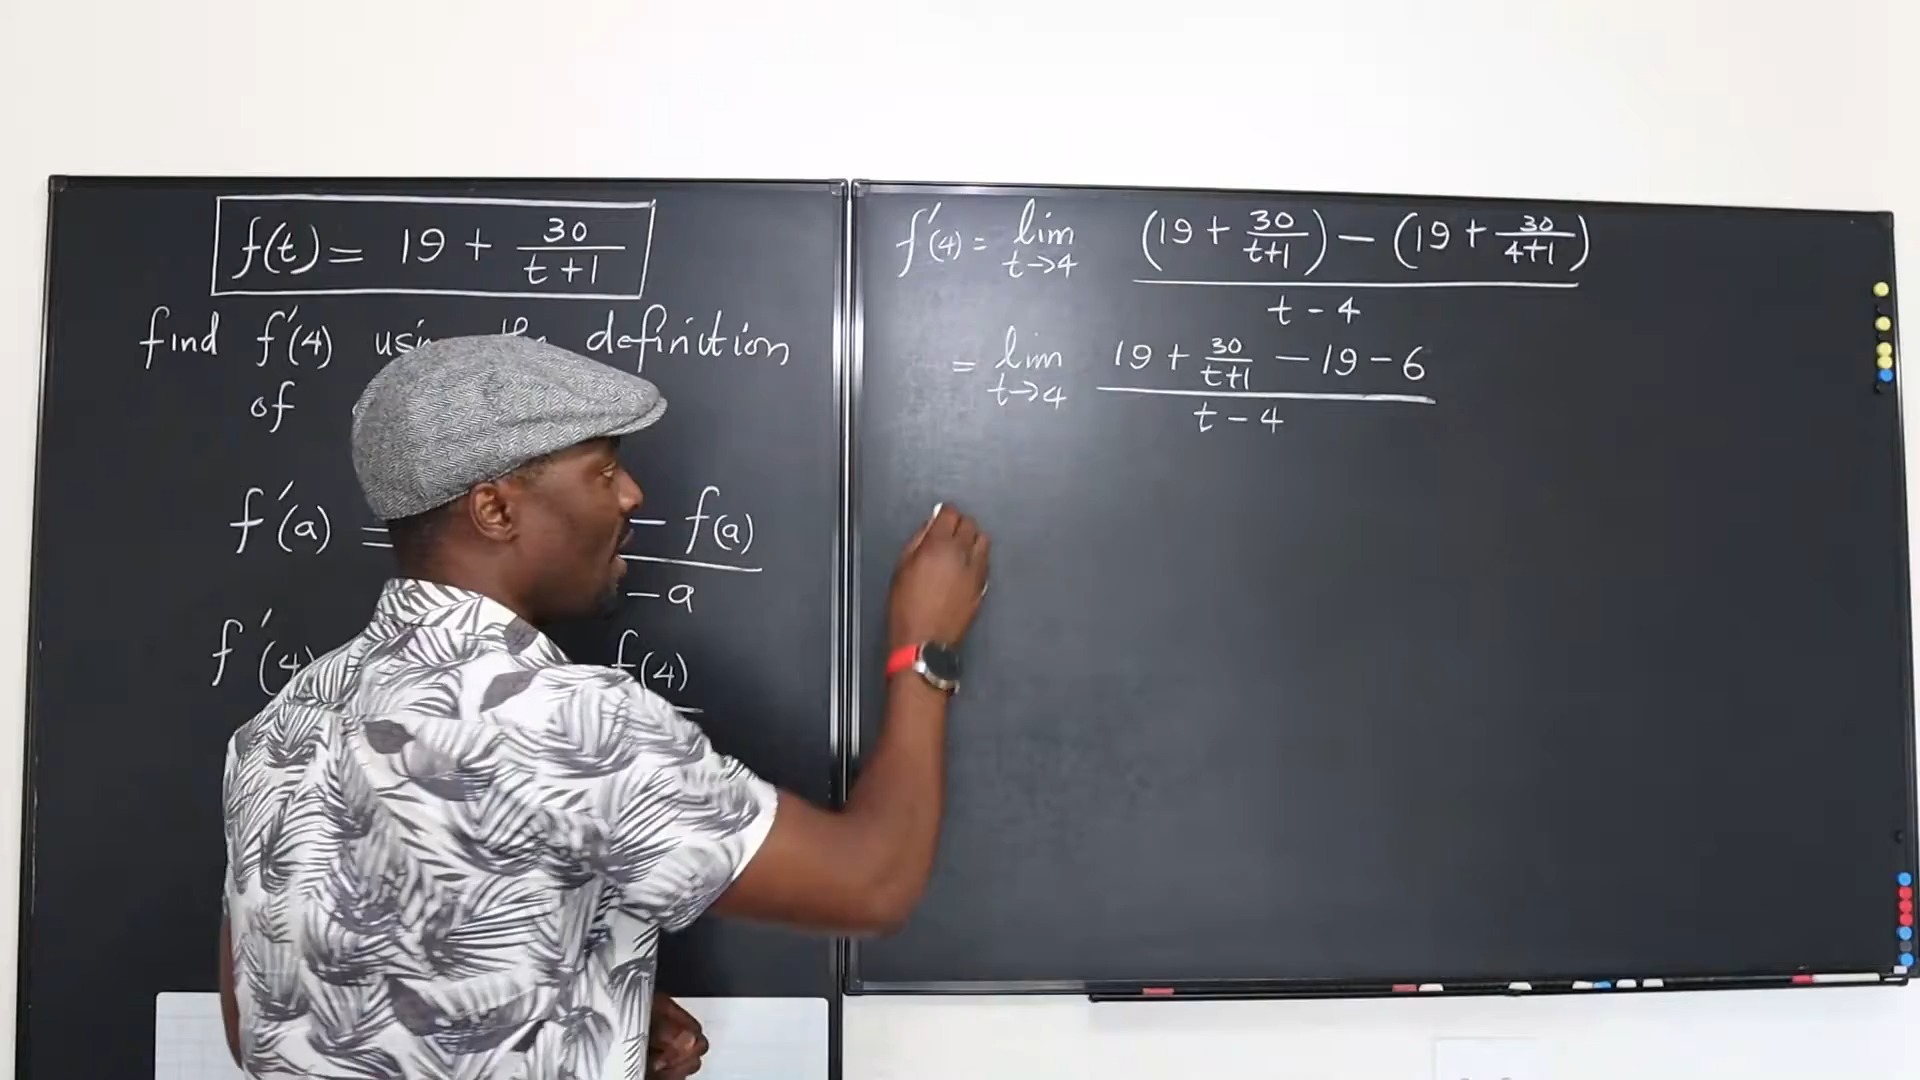 f(t) = 19 + 30/(t+1)
find f'(4) using the definition
of
f'(a) = – f(a)
– a
f'(4) f(4)
f'(4) = lim t→4 ((19 + 30/(t+1)) – (19 + 30/(4+1)))/(t – 4)
= lim t→4 (19 + 30/(t+1) – 19 – 6)/(t – 4)